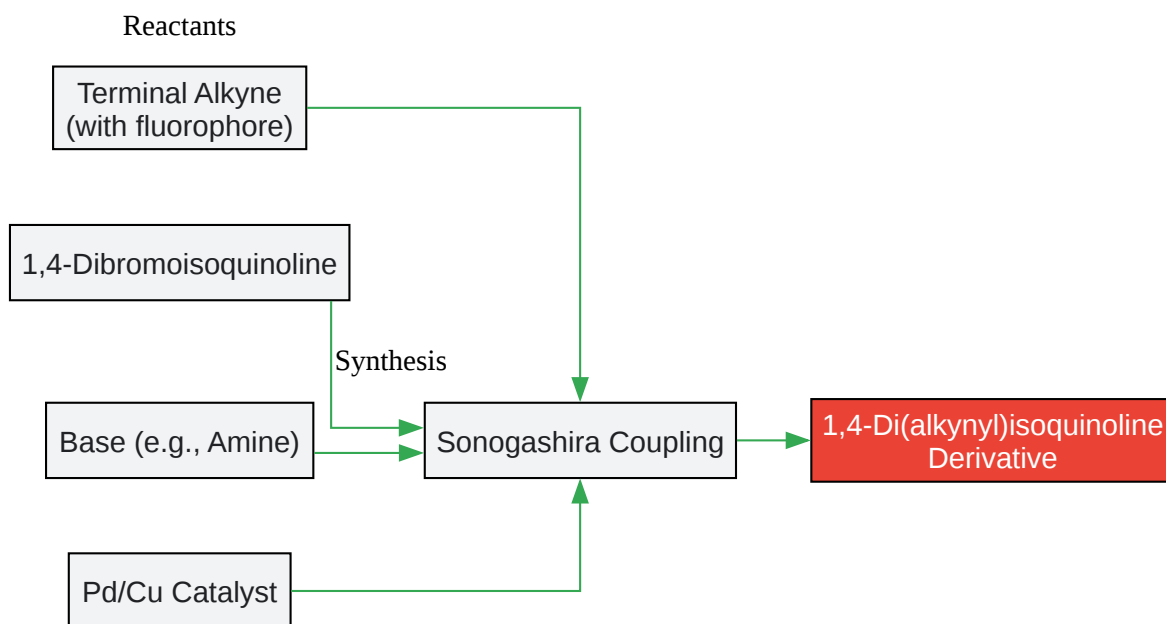 Reactants
Terminal Alkyne
(with fluorophore)
1,4-Dibromoisoquinoline
Synthesis
Base (e.g., Amine)
Sonogashira Coupling
1,4-Di(alkynyl)isoquinoline
Derivative
Pd/Cu Catalyst